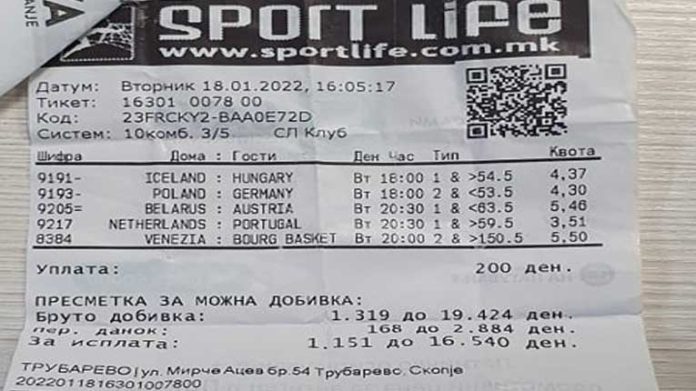 SPORT LIFE
www.sportlife.com.mk
Датум: Вторник 18.01.2022, 16:05:17
Тикет: 16301 0078 00
Код: 23FRCKY2-BAA0E72D
Систем: 10комб. 3/5 СЛ Клуб
Шифра Дома : Гости Ден Час Тип Квота
9191- ICELAND : HUNGARY Вт 18:00 1 & >54.5 4,37
9193- POLAND : GERMANY Вт 18:00 2 & <53.5 4,30
9205= BELARUS : AUSTRIA Вт 20:30 1 & <63.5 5,46
9217 NETHERLANDS : PORTUGAL Вт 20:30 1 & >59.5 3,51
8384 VENEZIA : BOURG BASKET Вт 20:00 2 & >150.5 5,50
Уплата: 200 ден.
ПРЕСМЕТКА ЗА МОЖНА ДОБИВКА:
Бруто добивка: 1.319 до 19.424 ден.
пер. данок: 168 до 2.884 ден.
За исплата: 1.151 до 16.540 ден.
ТРУБАРЕВО|ул. Мирче Ацев бр.54 Трубарево, Скопје
2022011816301007800